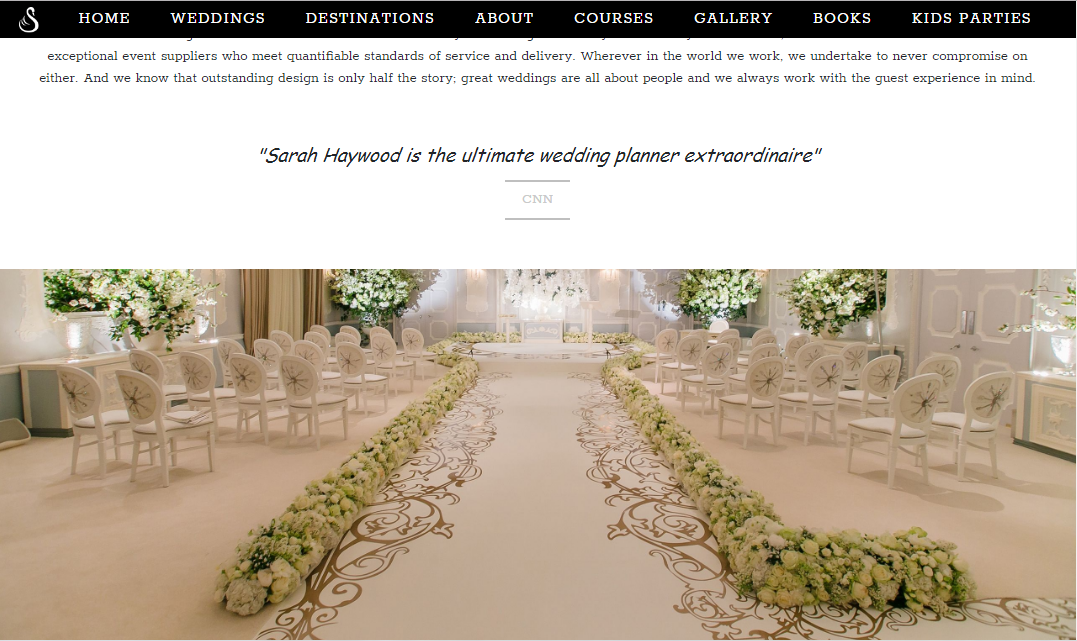 HOME WEDDINGS DESTINATIONS ABOUT COURSES GALLERY BOOKS KIDS PARTIES
exceptional event suppliers who meet quantifiable standards of service and delivery. Wherever in the world we work, we undertake to never compromise on
either. And we know that outstanding design is only half the story; great weddings are all about people and we always work with the guest experience in mind.
"Sarah Haywood is the ultimate wedding planner extraordinaire"
CNN